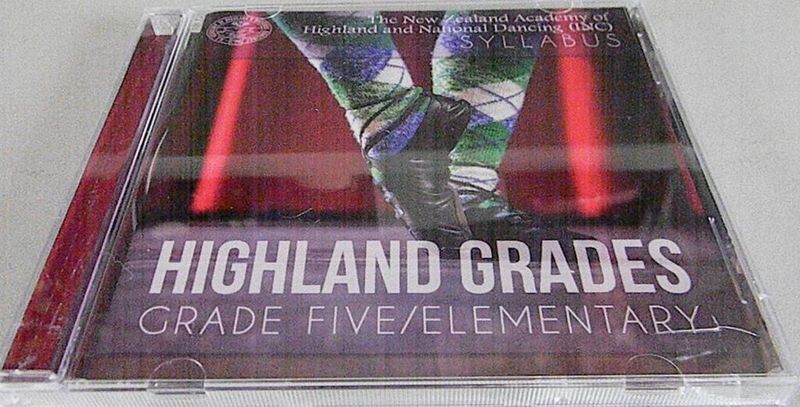 The New Zealand Academy of
Highland and National Dancing (INC)
SYLLABUS
HIGHLAND GRADES
GRADE FIVE/ELEMENTARY